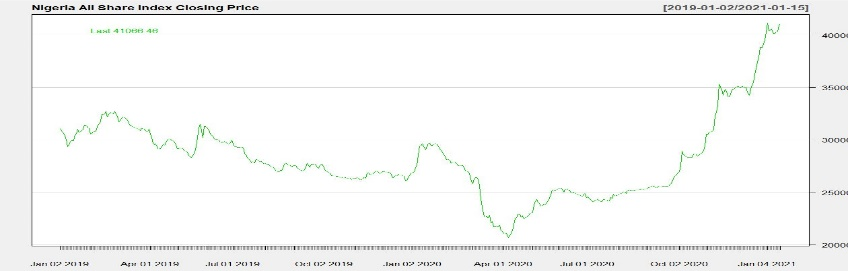 Nigeria All Share Index Closing Price [2019-01-02/2021-01-15]
Last 41066.46
40000
35000
30000
25000
20000
Jan 02 2019 Apr 01 2019 Jul 01 2019 Oct 02 2019 Jan 02 2020 Apr 01 2020 Jul 01 2020 Oct 02 2020 Jan 04 2021